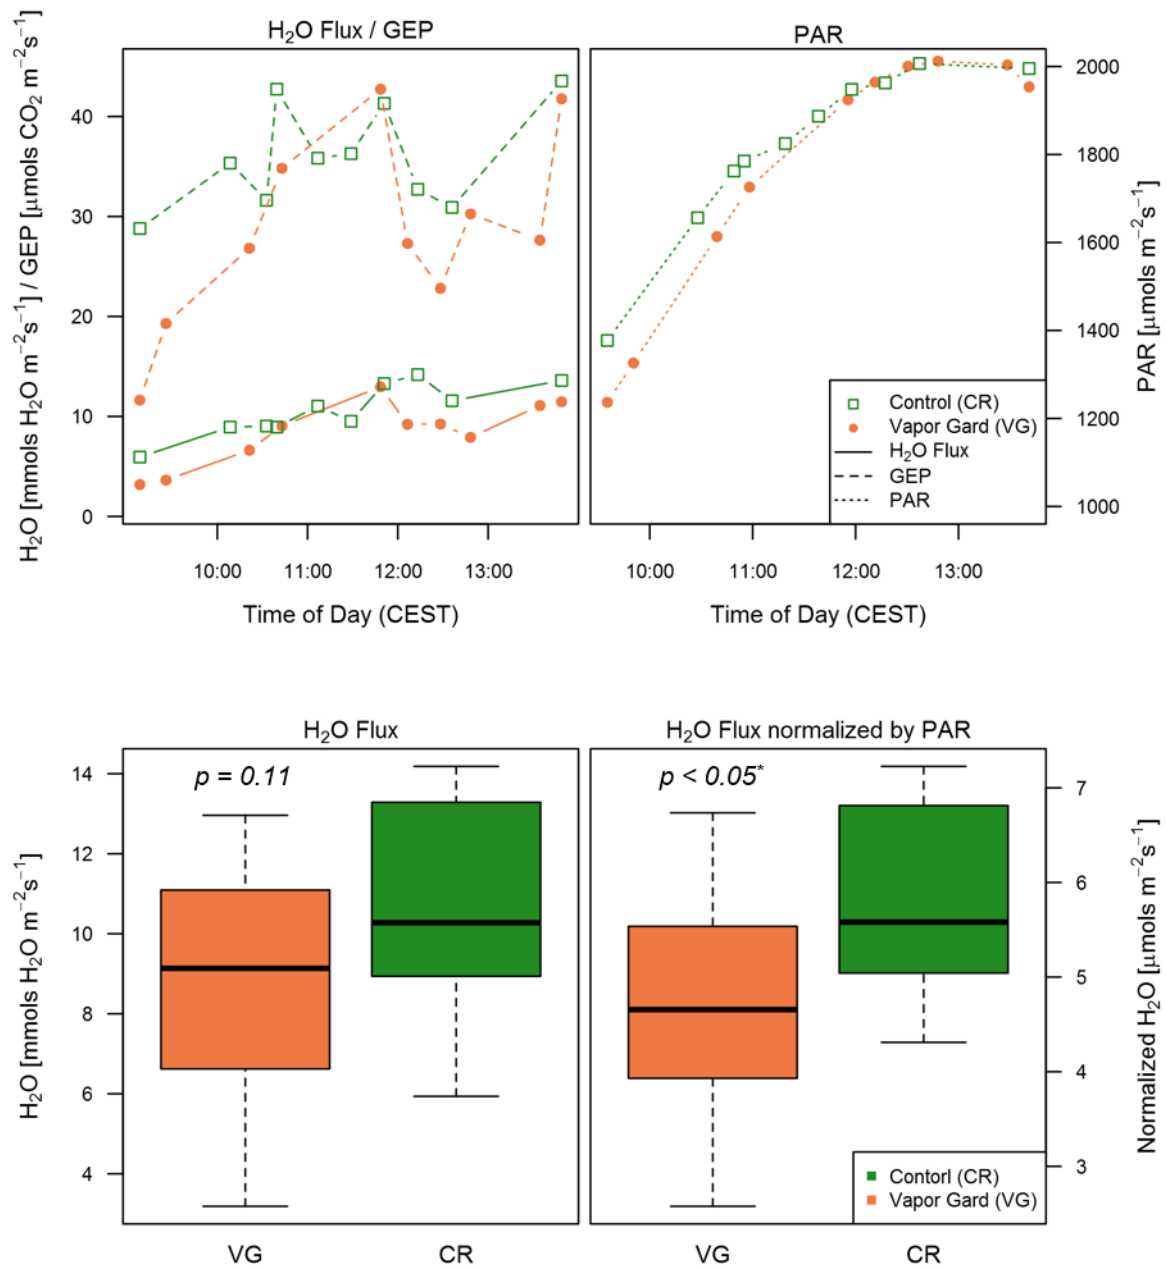 H₂O Flux / GEP
PAR
H₂O [mmols H₂O m⁻²s⁻¹] / GEP [μmols CO₂ m⁻²s⁻¹]
40
30
20
10
0
10:00 11:00 12:00 13:00
Time of Day (CEST)
2000
1800
1600
1400
1200
1000
PAR [μmols m⁻²s⁻¹]
Control (CR)
Vapor Gard (VG)
H₂O Flux
GEP
PAR
10:00 11:00 12:00 13:00
Time of Day (CEST)
H₂O Flux
H₂O Flux normalized by PAR
H₂O [mmols H₂O m⁻²s⁻¹]
14
12
10
8
6
4
p = 0.11
VG CR
p < 0.05*
7
6
5
4
3
Normalized H₂O [μmols m⁻²s⁻¹]
Contorl (CR)
Vapor Gard (VG)
VG CR